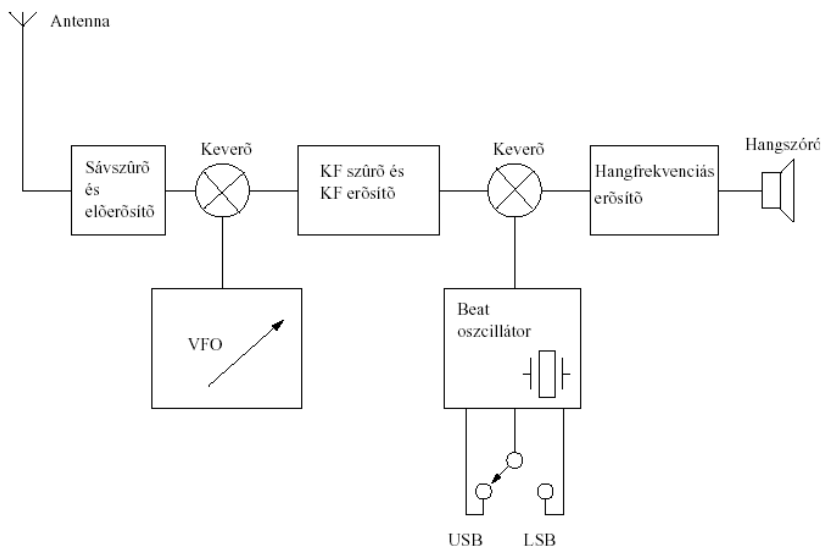 Antenna
Sávszûrõ
és
elõerõsítõ
Keverõ
KF szûrõ és
KF erõsítõ
Keverõ
Hangfrekvenciás
erõsítõ
Hangszóró
VFO
Beat
oszcillátor
USB
LSB